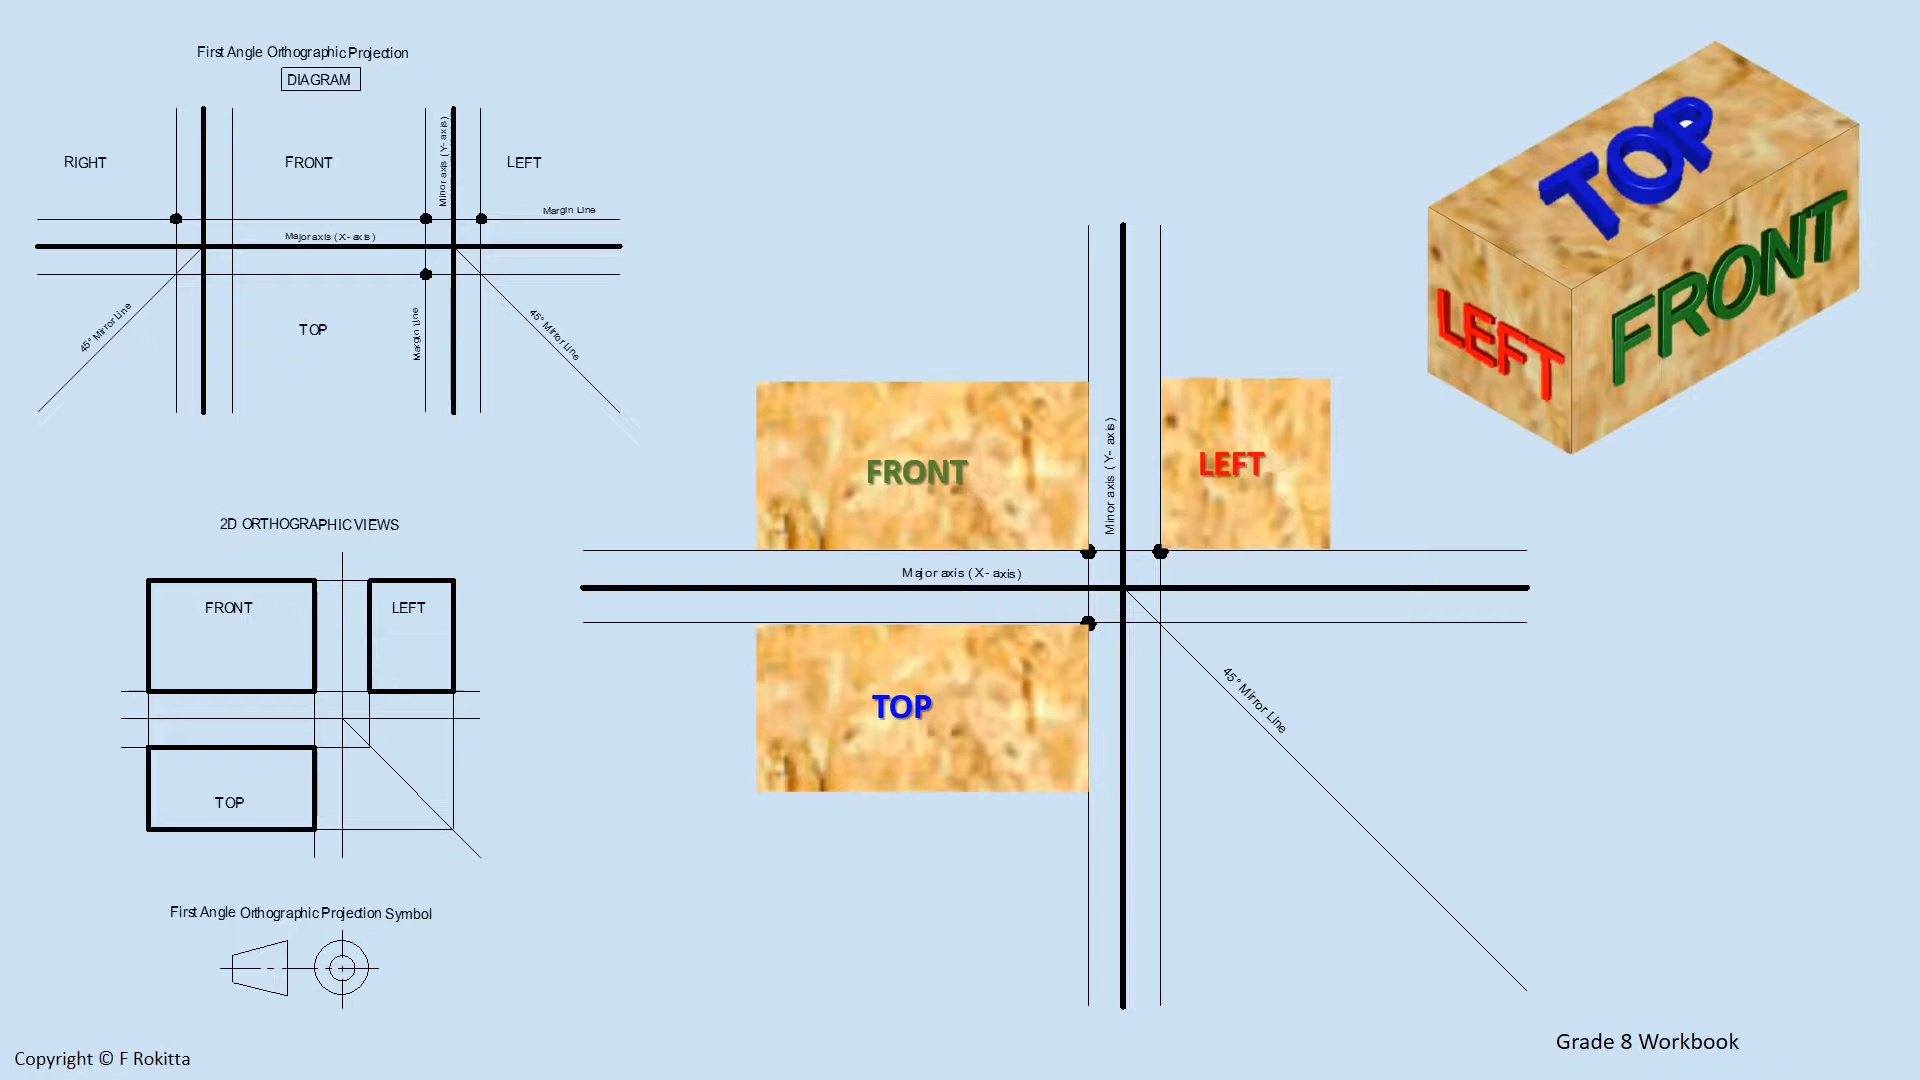 First Angle Orthographic Projection
DIAGRAM
RIGHT
FRONT
Minor axis (Y- axis)
LEFT
Margin Line
Major axis (X- axis)
45° Mirror Line
TOP
Margin Line
45° Mirror Line
2D ORTHOGRAPHIC VIEWS
FRONT
LEFT
TOP
First Angle Orthographic Projection Symbol
Copyright © F Rokitta
FRONT
Minor axis (Y- axis)
LEFT
Major axis (X- axis)
TOP
45° Mirror Line
TOP
LEFT
FRONT
Grade 8 Workbook